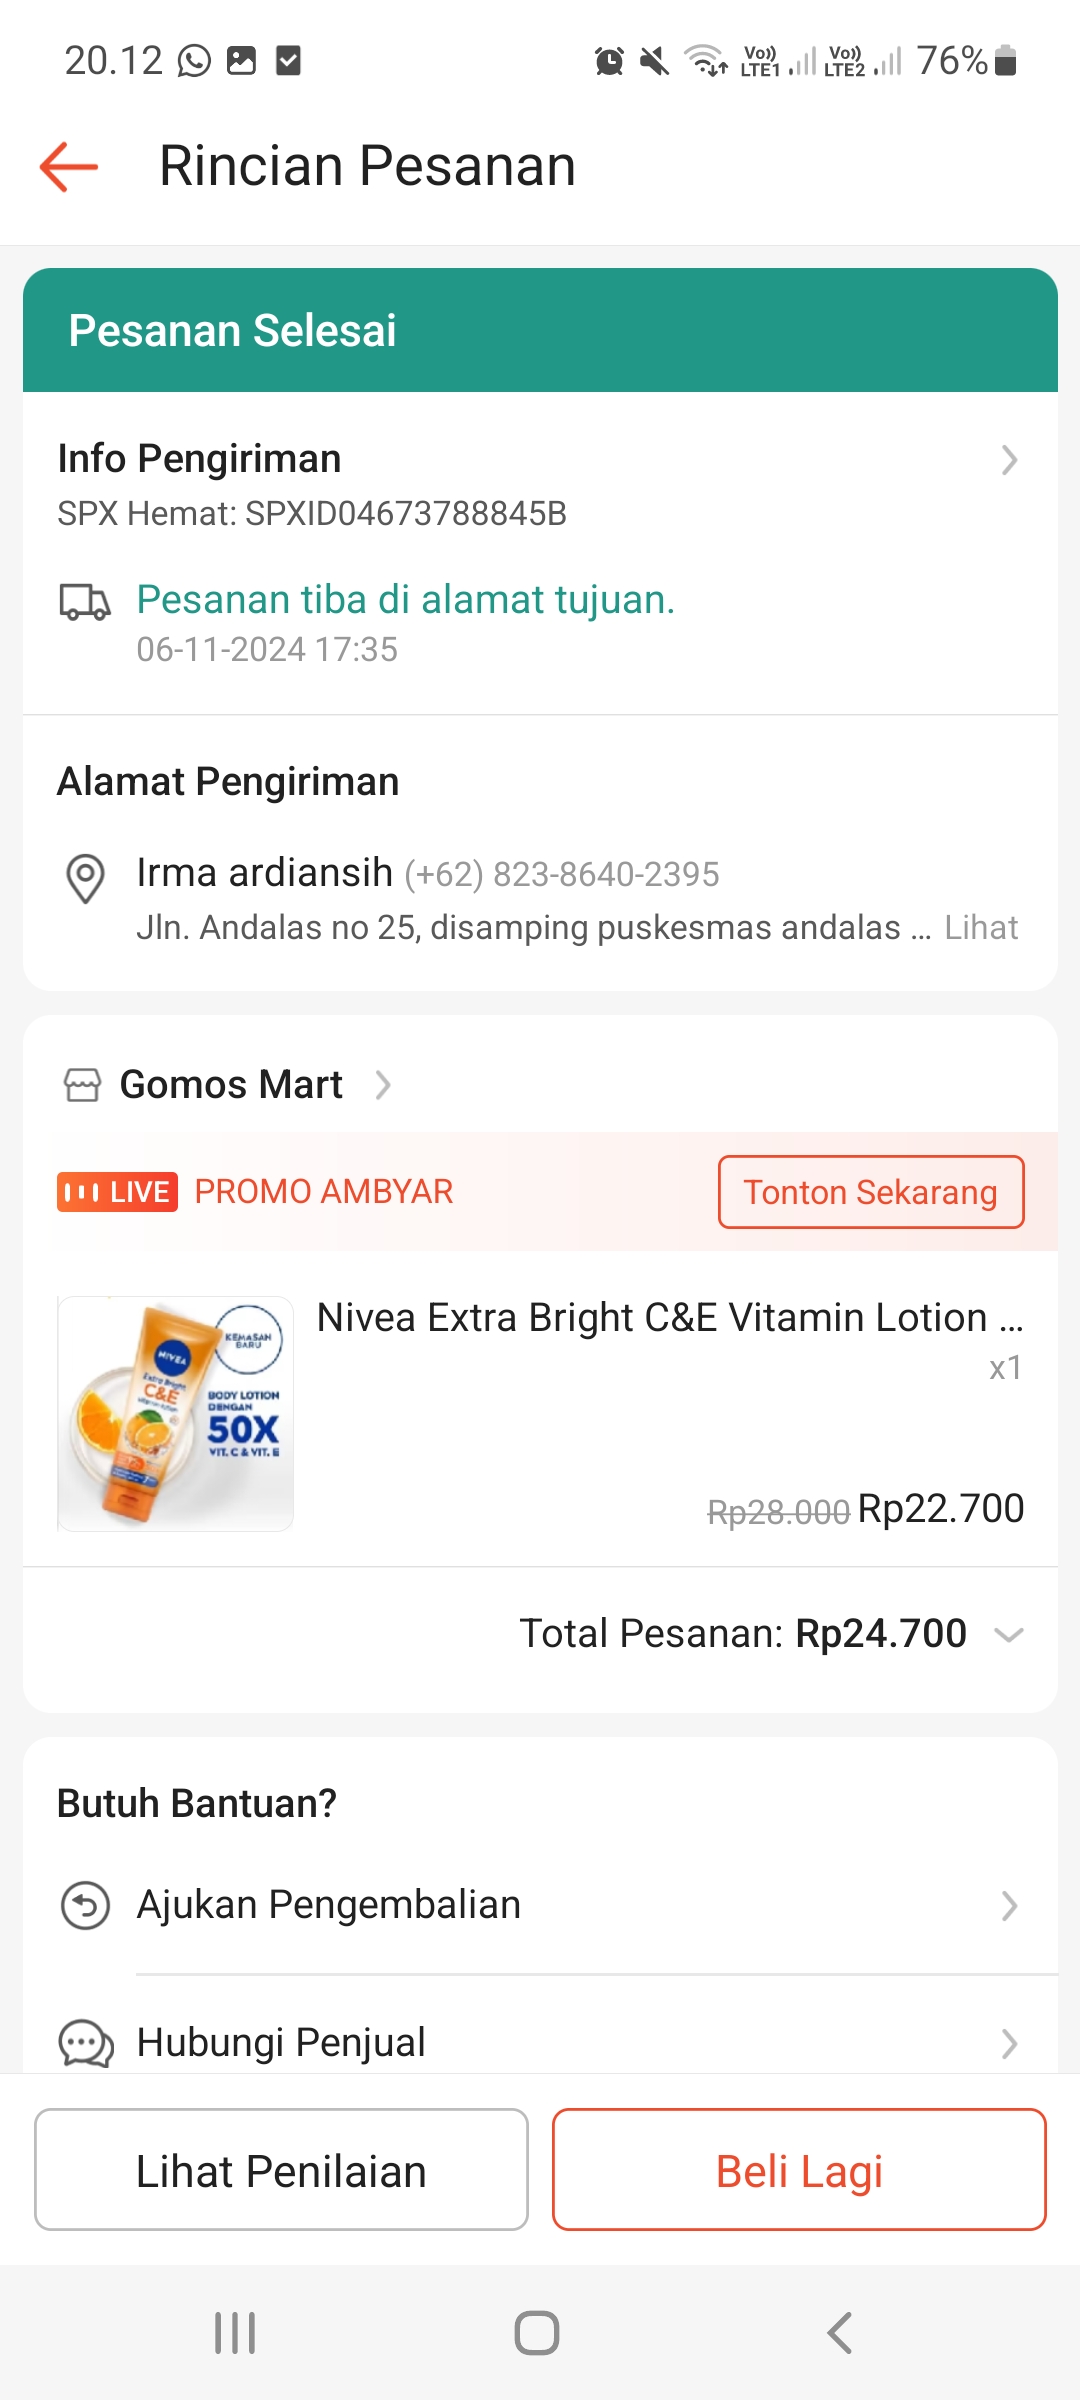 20.12
Vo)) LTE1 Vo)) LTE2 76%
Rincian Pesanan
Pesanan Selesai
Info Pengiriman
SPX Hemat: SPXID04673788845B
Pesanan tiba di alamat tujuan.
06-11-2024 17:35
Alamat Pengiriman
Irma ardiansih (+62) 823-8640-2395
Jln. Andalas no 25, disamping puskesmas andalas ... Lihat
Gomos Mart
LIVE PROMO AMBYAR
Tonton Sekarang
Nivea Extra Bright C&E Vitamin Lotion ...
x1
KEMASAN
BARU
NIVEA
Extra Bright
C&E
BODY LOTION
DENGAN
50X
VIT. C & VIT. E
Rp28.000 Rp22.700
Total Pesanan: Rp24.700
Butuh Bantuan?
Ajukan Pengembalian
Hubungi Penjual
Lihat Penilaian
Beli Lagi